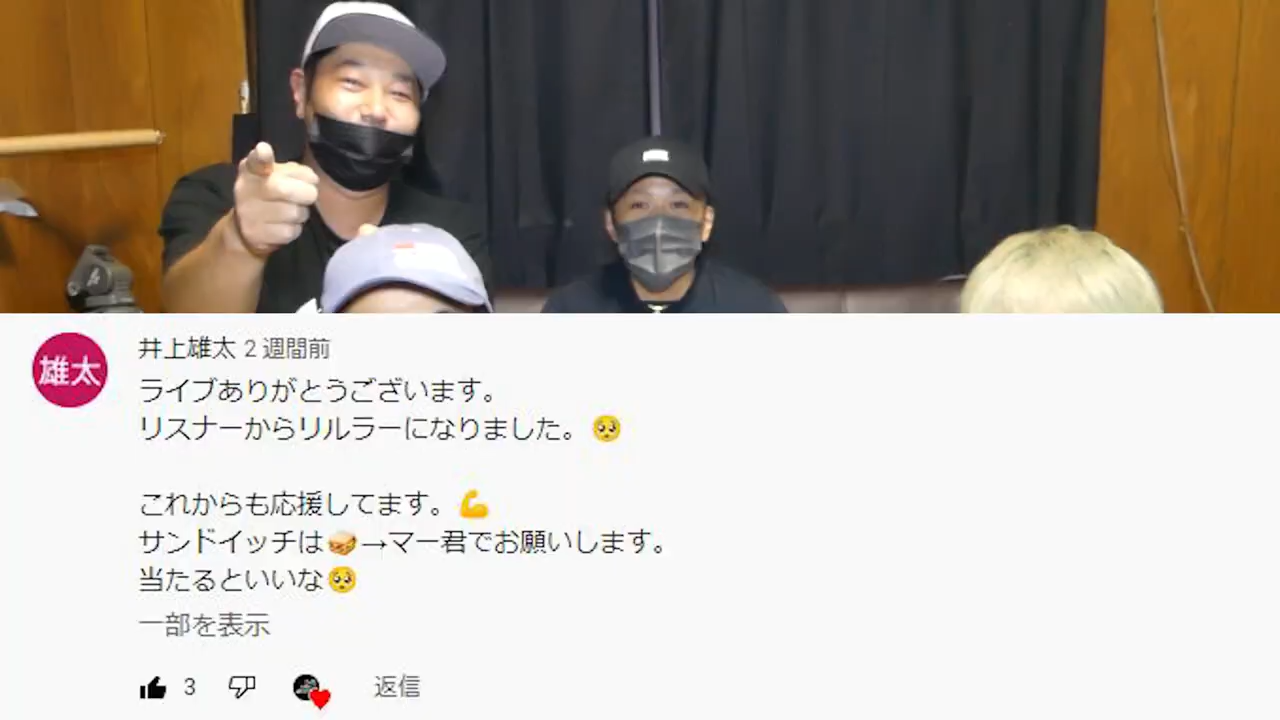 雄太
井上雄太 2 週間前
ライブありがとうございます。
リスナーからリルラーになりました。🥺
これからも応援してます。💪
サンドイッチは🥪→マー君でお願いします。
当たるといいな🥺
一部を表示
3
返信